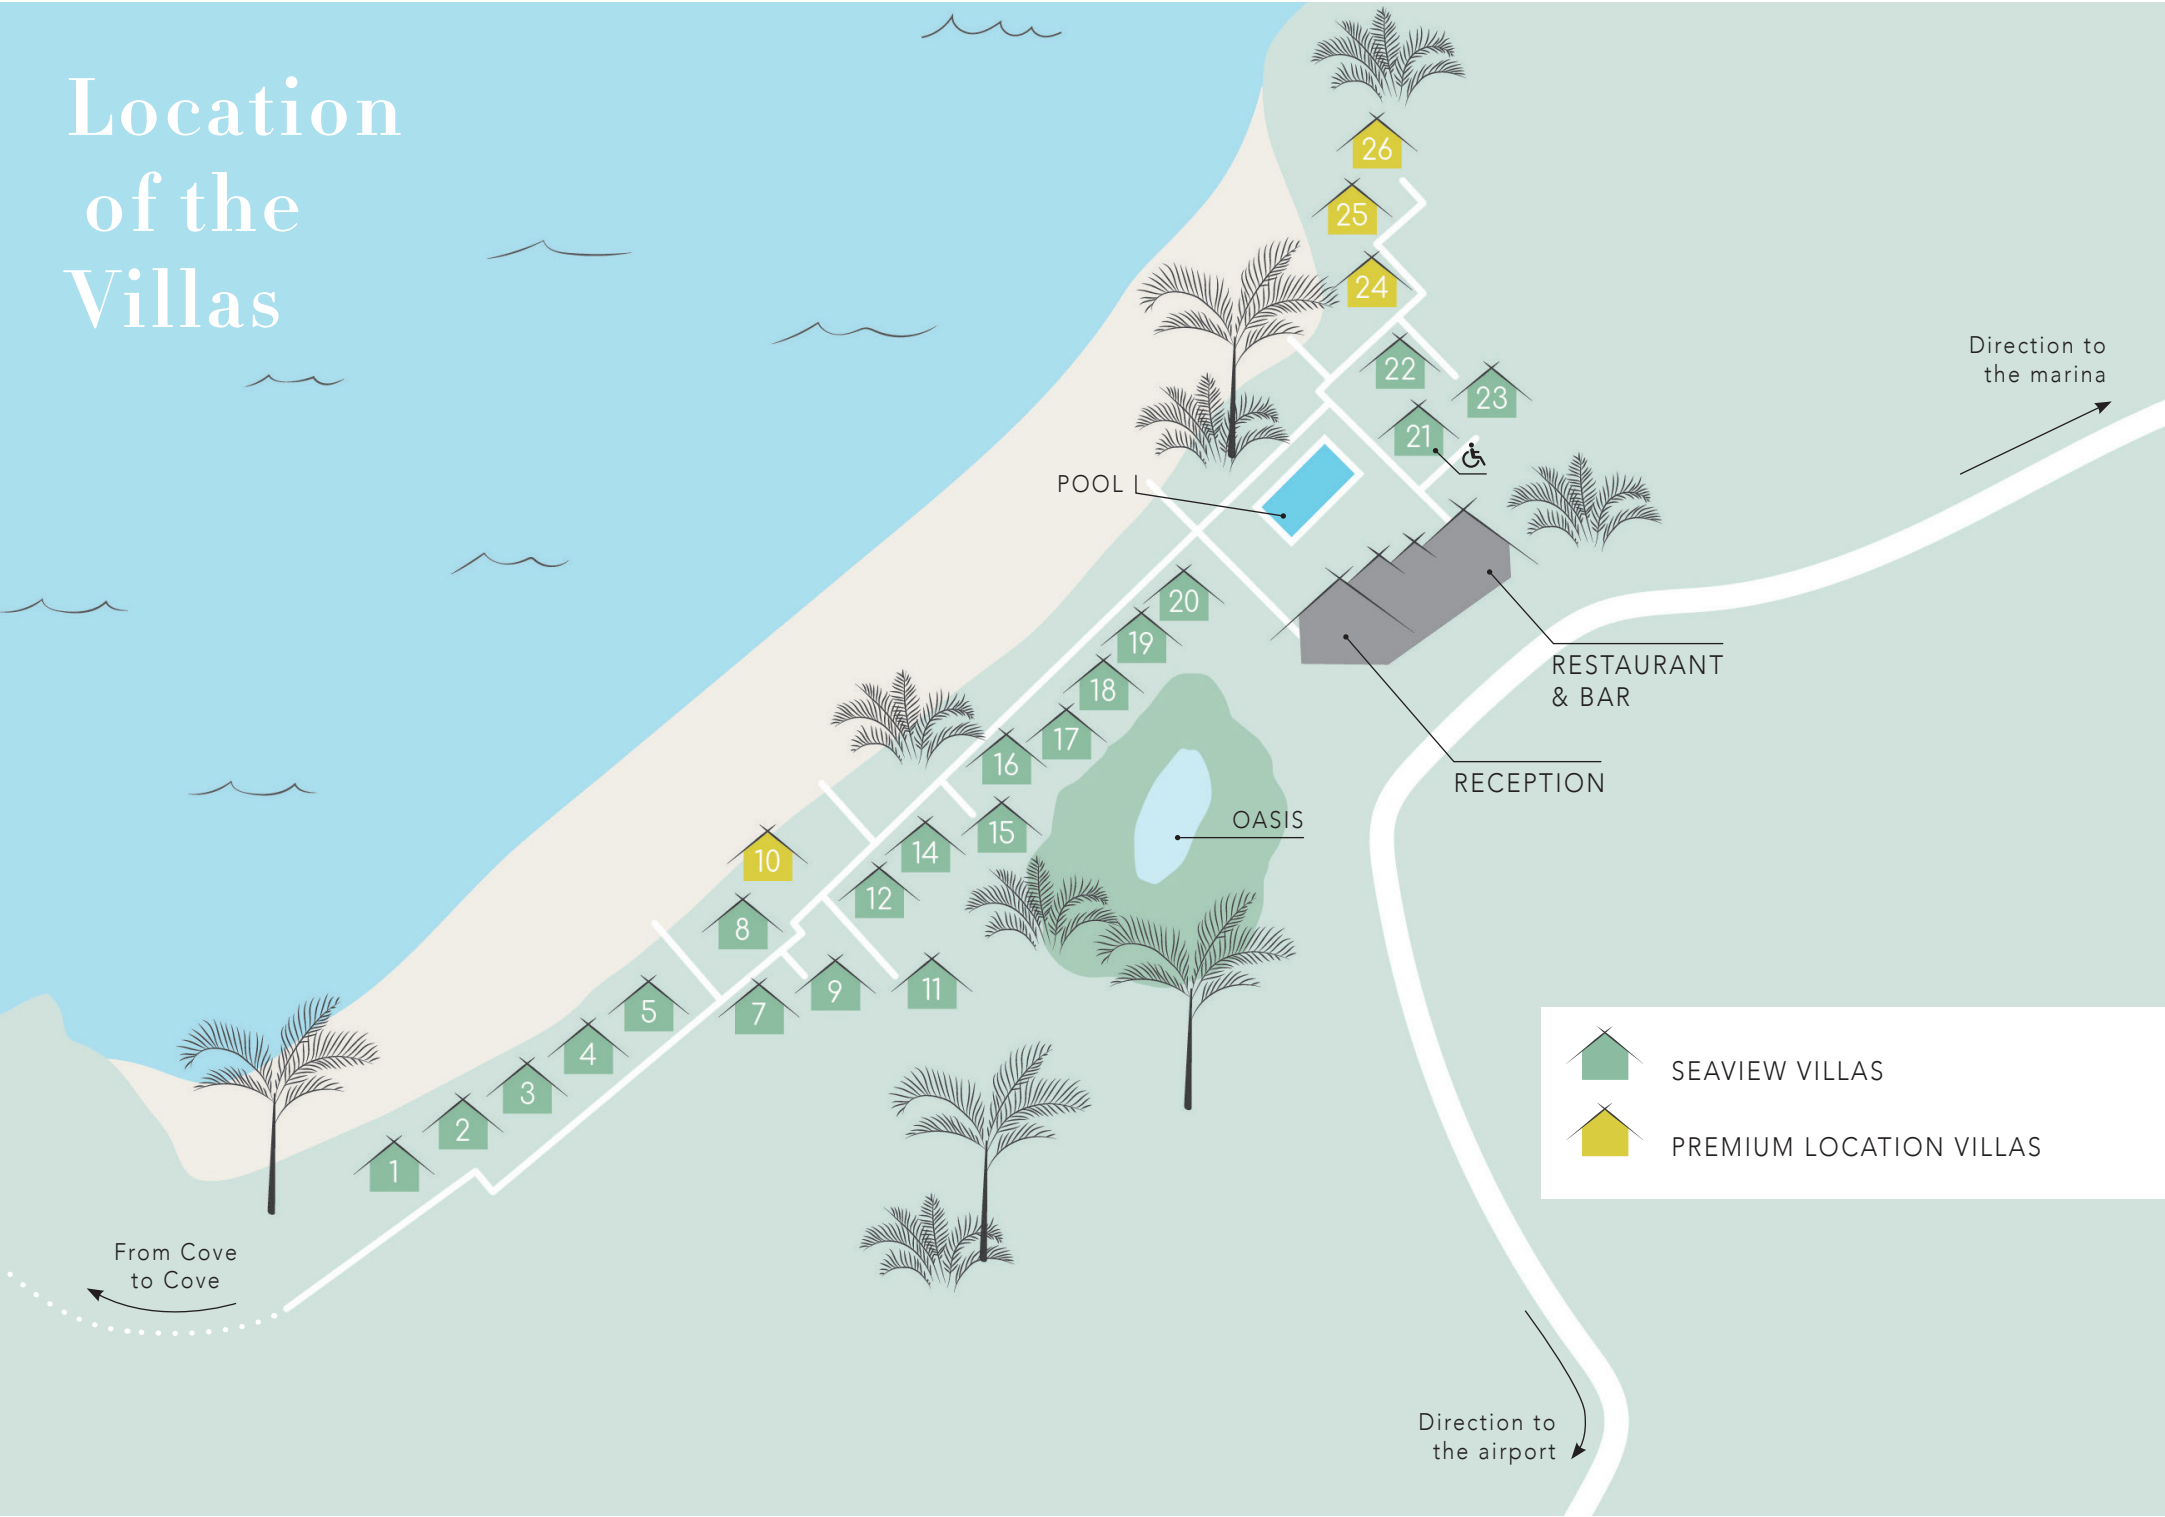 Location
of the
Villas
26
25
24
22
23
21
Direction to
the marina
POOL
20
19
18
17
16
15
14
12
10
8
11
9
7
5
4
3
2
1
RESTAURANT
& BAR
RECEPTION
OASIS
SEAVIEW VILLAS
PREMIUM LOCATION VILLAS
From Cove
to Cove
Direction to
the airport